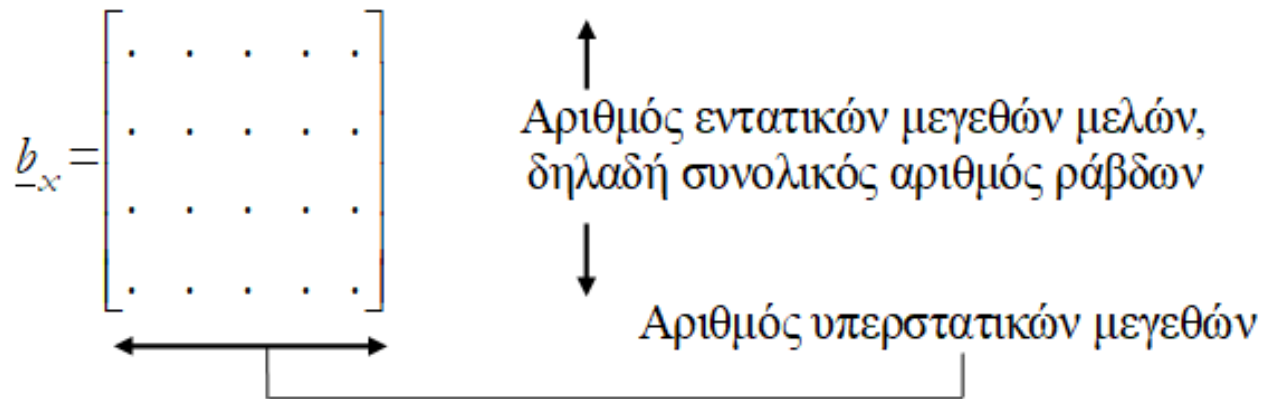 Αριθμός εντατικών μεγεθών μελών,
b_x =
δηλαδή συνολικός αριθμός ράβδων
Αριθμός υπερστατικών μεγεθών